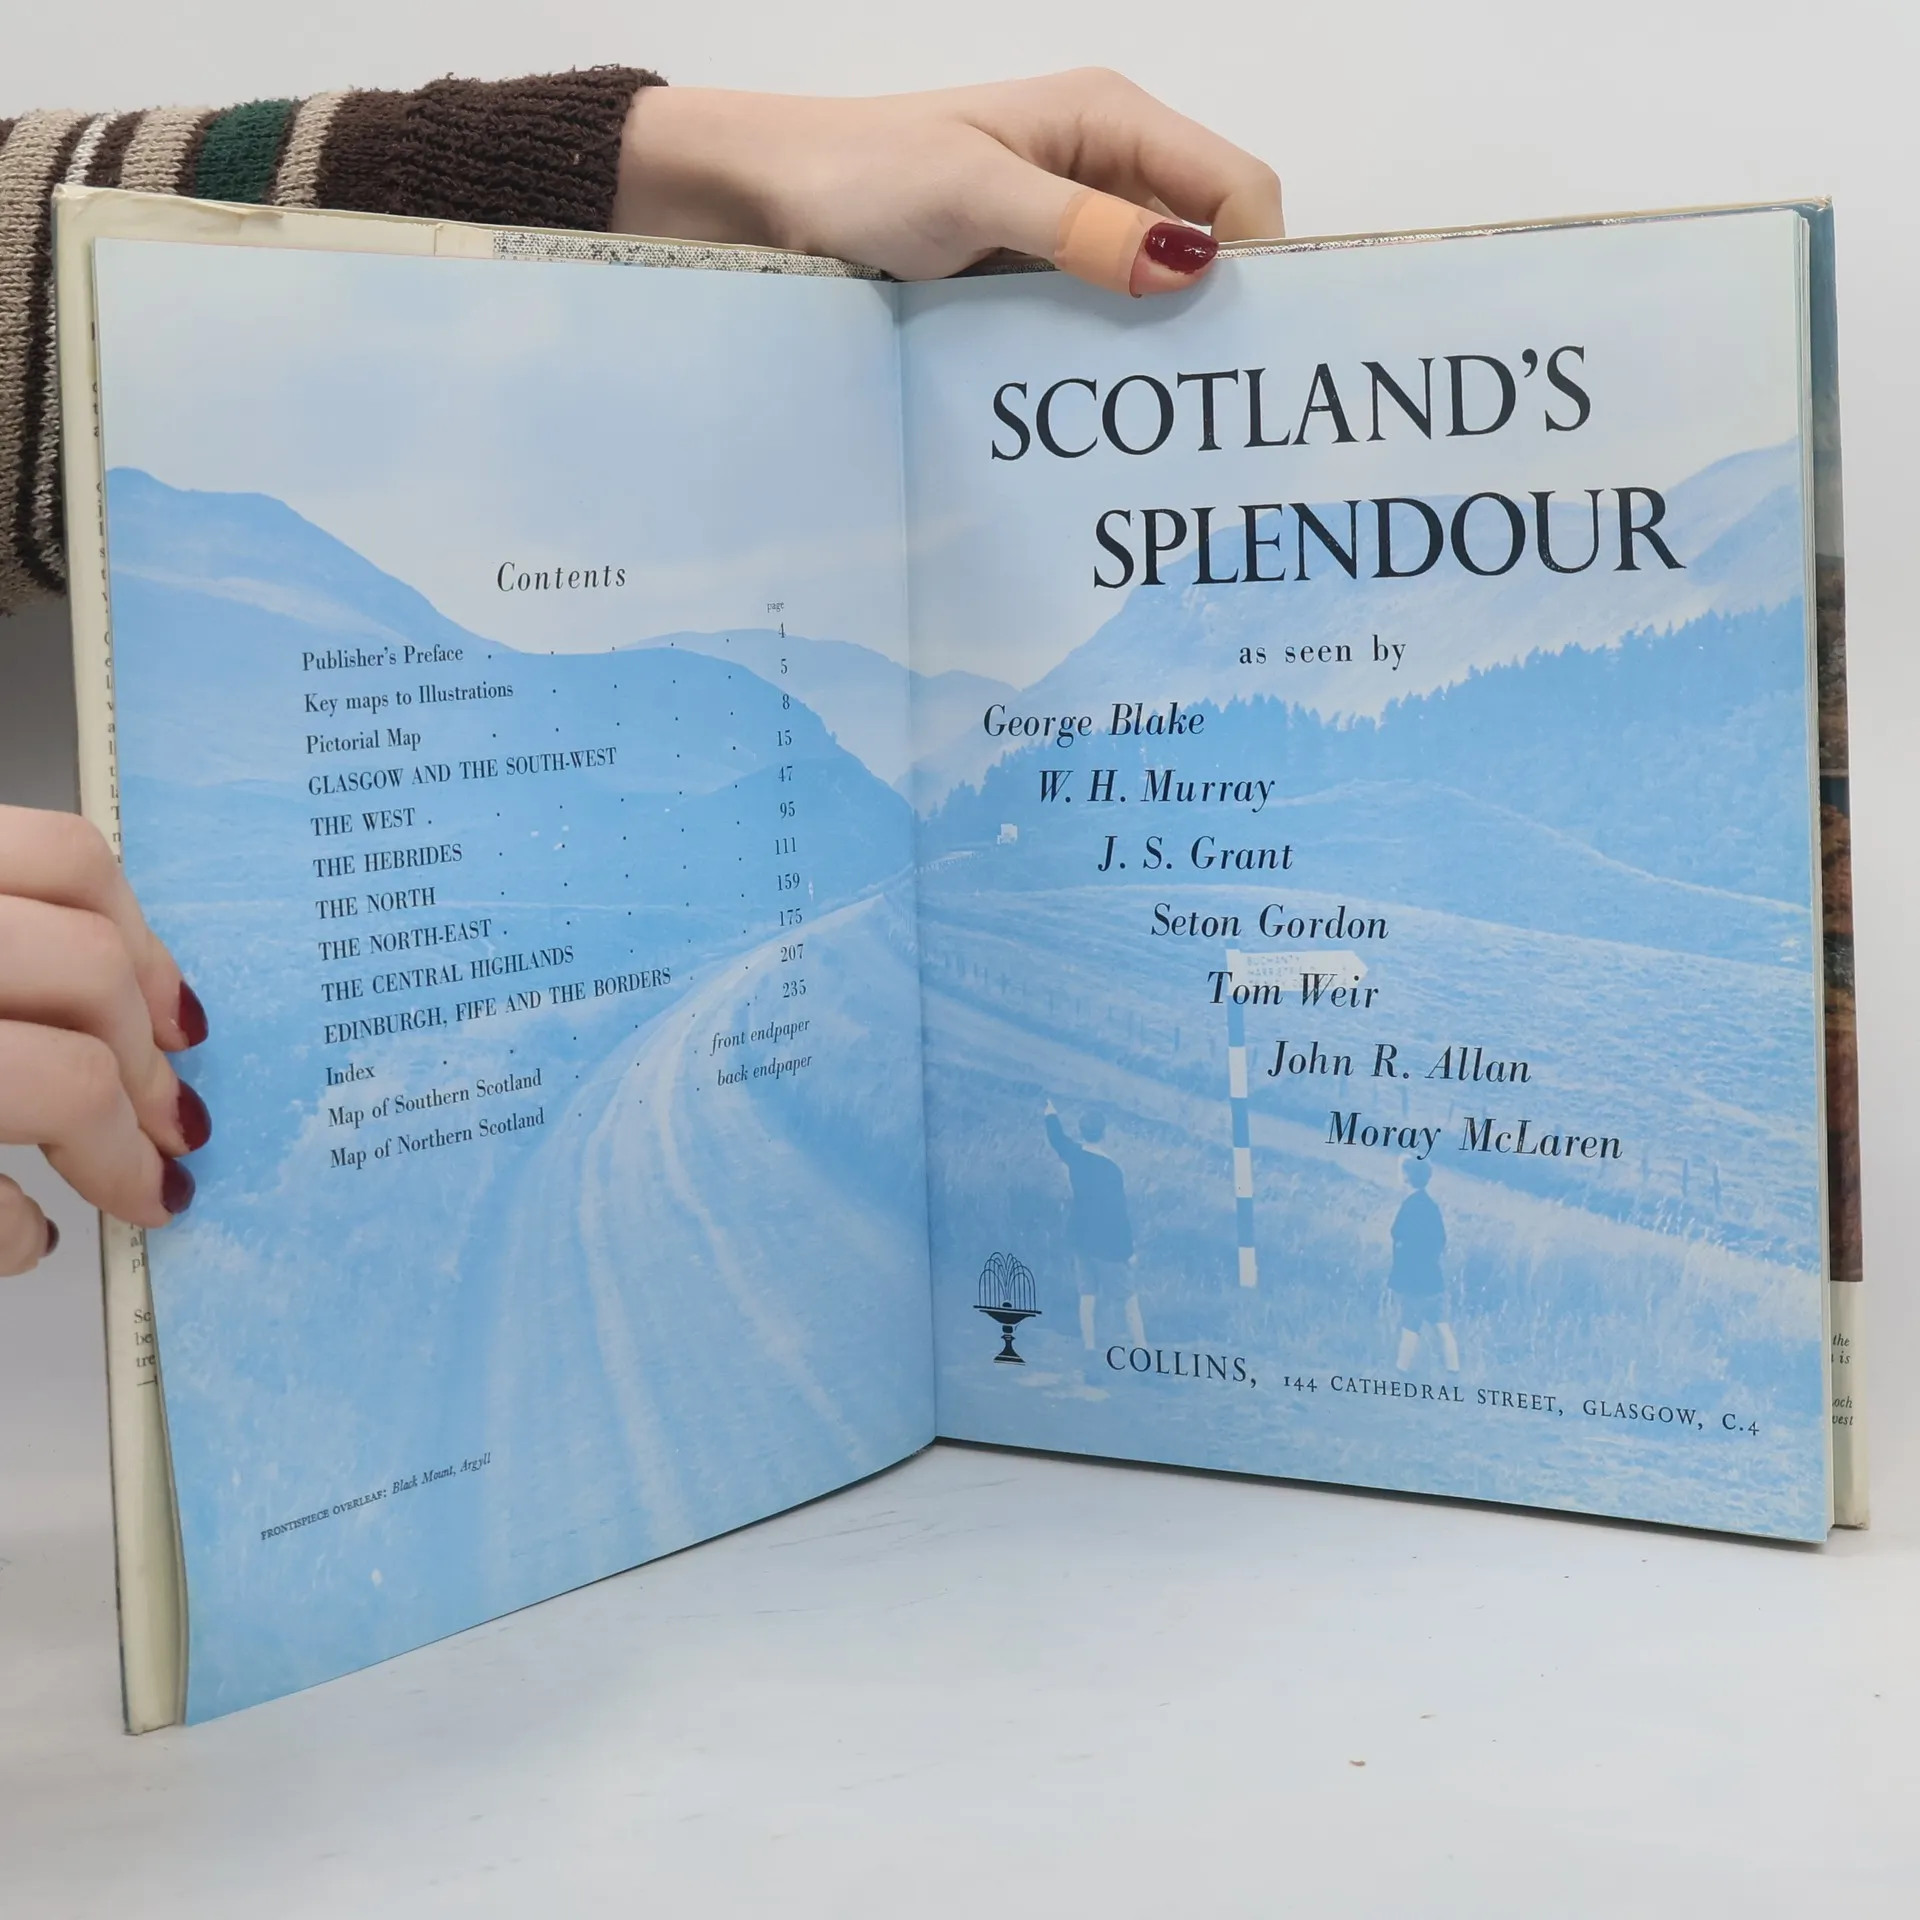 Contents
page
Publisher's Preface . . . . . 4
Key maps to Illustrations . . . . 5
Pictorial Map . . . . . 8
GLASGOW AND THE SOUTH-WEST . . 15
THE WEST . . . . . 47
THE HEBRIDES . . . . . 95
THE NORTH . . . . . 111
THE NORTH-EAST . . . . . 159
THE CENTRAL HIGHLANDS . . . 175
EDINBURGH, FIFE AND THE BORDERS . . 207
Index . . . . . 235
Map of Southern Scotland . . . front endpaper
Map of Northern Scotland . . . back endpaper
FRONTISPIECE OVERLEAF: Black Mount, Argyll
SCOTLAND'S
SPLENDOUR
as seen by
George Blake
W. H. Murray
J. S. Grant
Seton Gordon
Tom Weir
John R. Allan
Moray McLaren
COLLINS, 144 CATHEDRAL STREET, GLASGOW, C.4
the
is